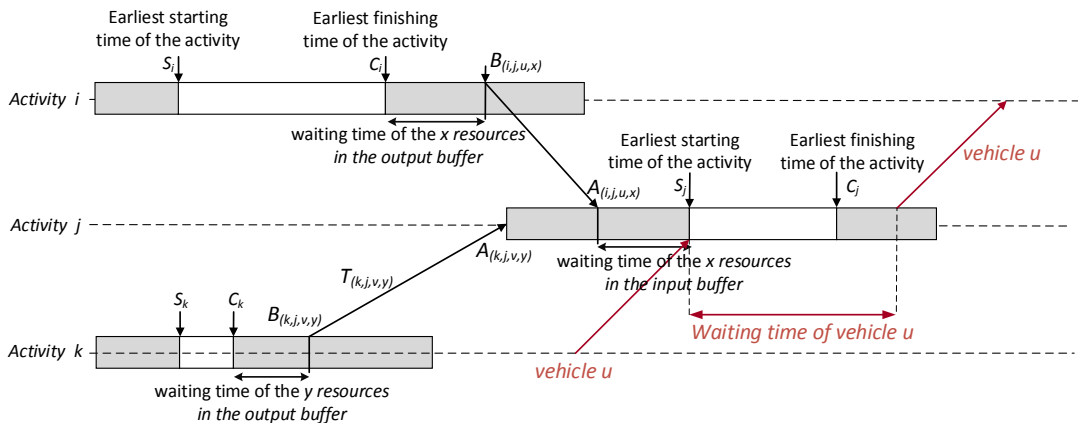 Earliest starting
time of the activity
Earliest finishing
time of the activity
S_i
C_i
B_(i,j,u,x)
Activity i
waiting time of the x resources
in the output buffer
Earliest starting
time of the activity
Earliest finishing
time of the activity
vehicle u
A_(i,j,u,x)
S_j
C_j
Activity j
A_(k,j,v,y)
waiting time of the x resources
in the input buffer
T_(k,j,v,y)
S_k
C_k
B_(k,j,v,y)
Waiting time of vehicle u
Activity k
vehicle u
waiting time of the y resources
in the output buffer